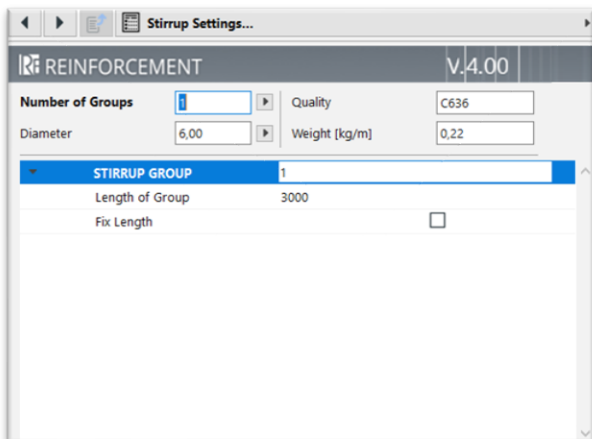 Stirrup Settings...
REINFORCEMENT V.4.00
Number of Groups 1 Quality C636
Diameter 6,00 Weight [kg/m] 0,22
STIRRUP GROUP 1
Length of Group 3000
Fix Length